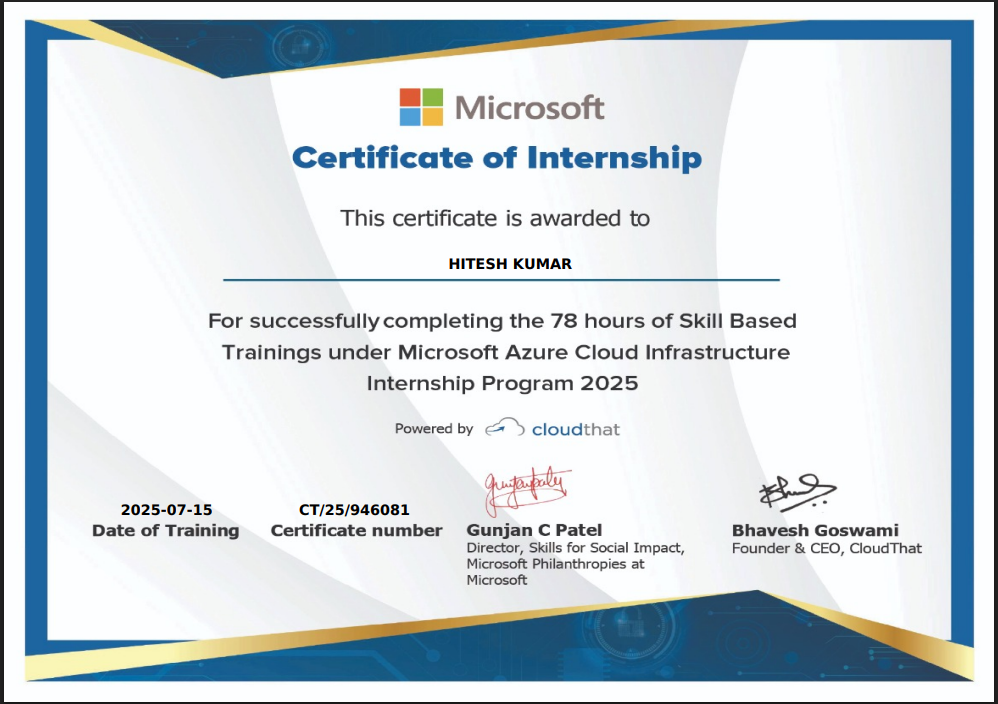 Microsoft
Certificate of Internship
This certificate is awarded to
HITESH KUMAR
For successfully completing the 78 hours of Skill Based
Trainings under Microsoft Azure Cloud Infrastructure
Internship Program 2025
Powered by cloudthat
2025-07-15
Date of Training
CT/25/946081
Certificate number
Gunjan C Patel
Director, Skills for Social Impact,
Microsoft Philanthropies at
Microsoft
Bhavesh Goswami
Founder & CEO, CloudThat